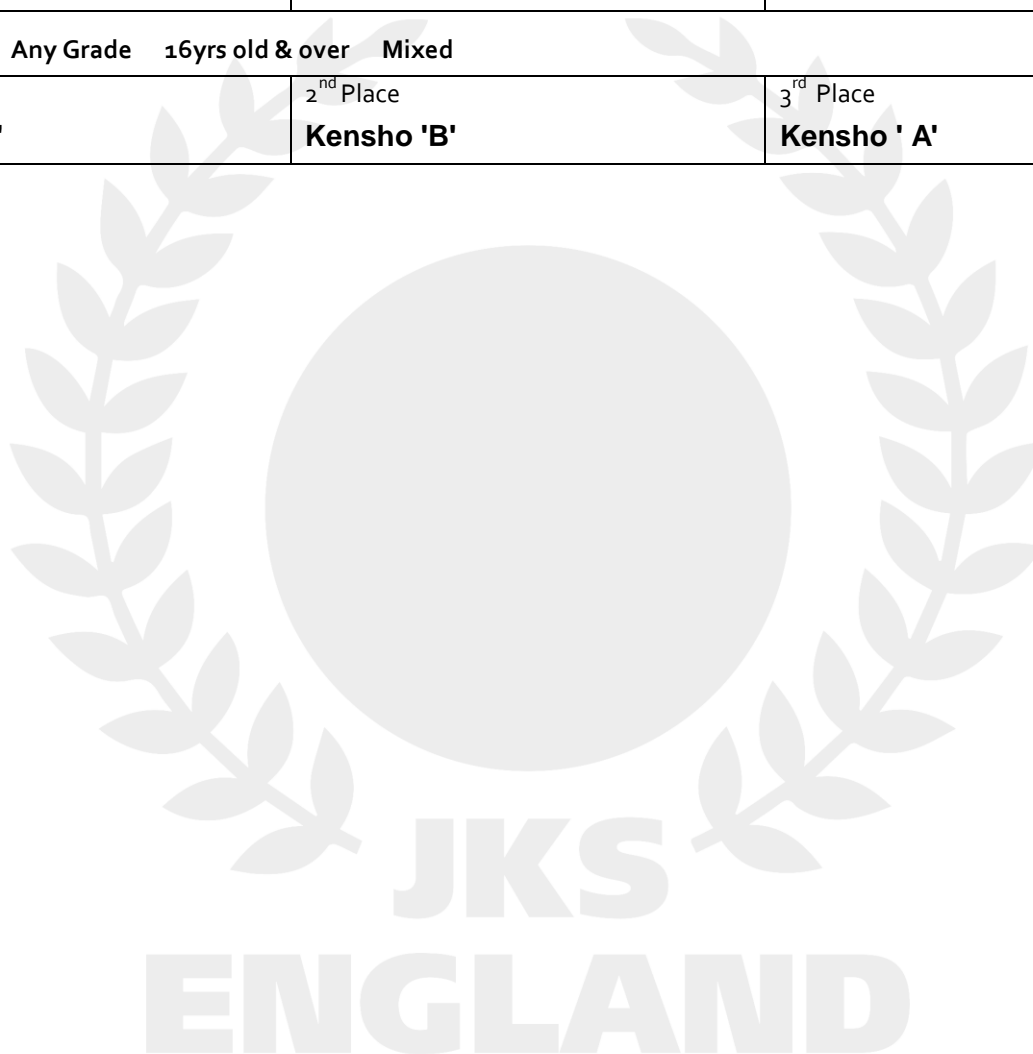 Any Grade 16yrs old & over Mixed
2nd Place 3rd Place
' Kensho 'B' Kensho ' A'
JKS
ENGLAND